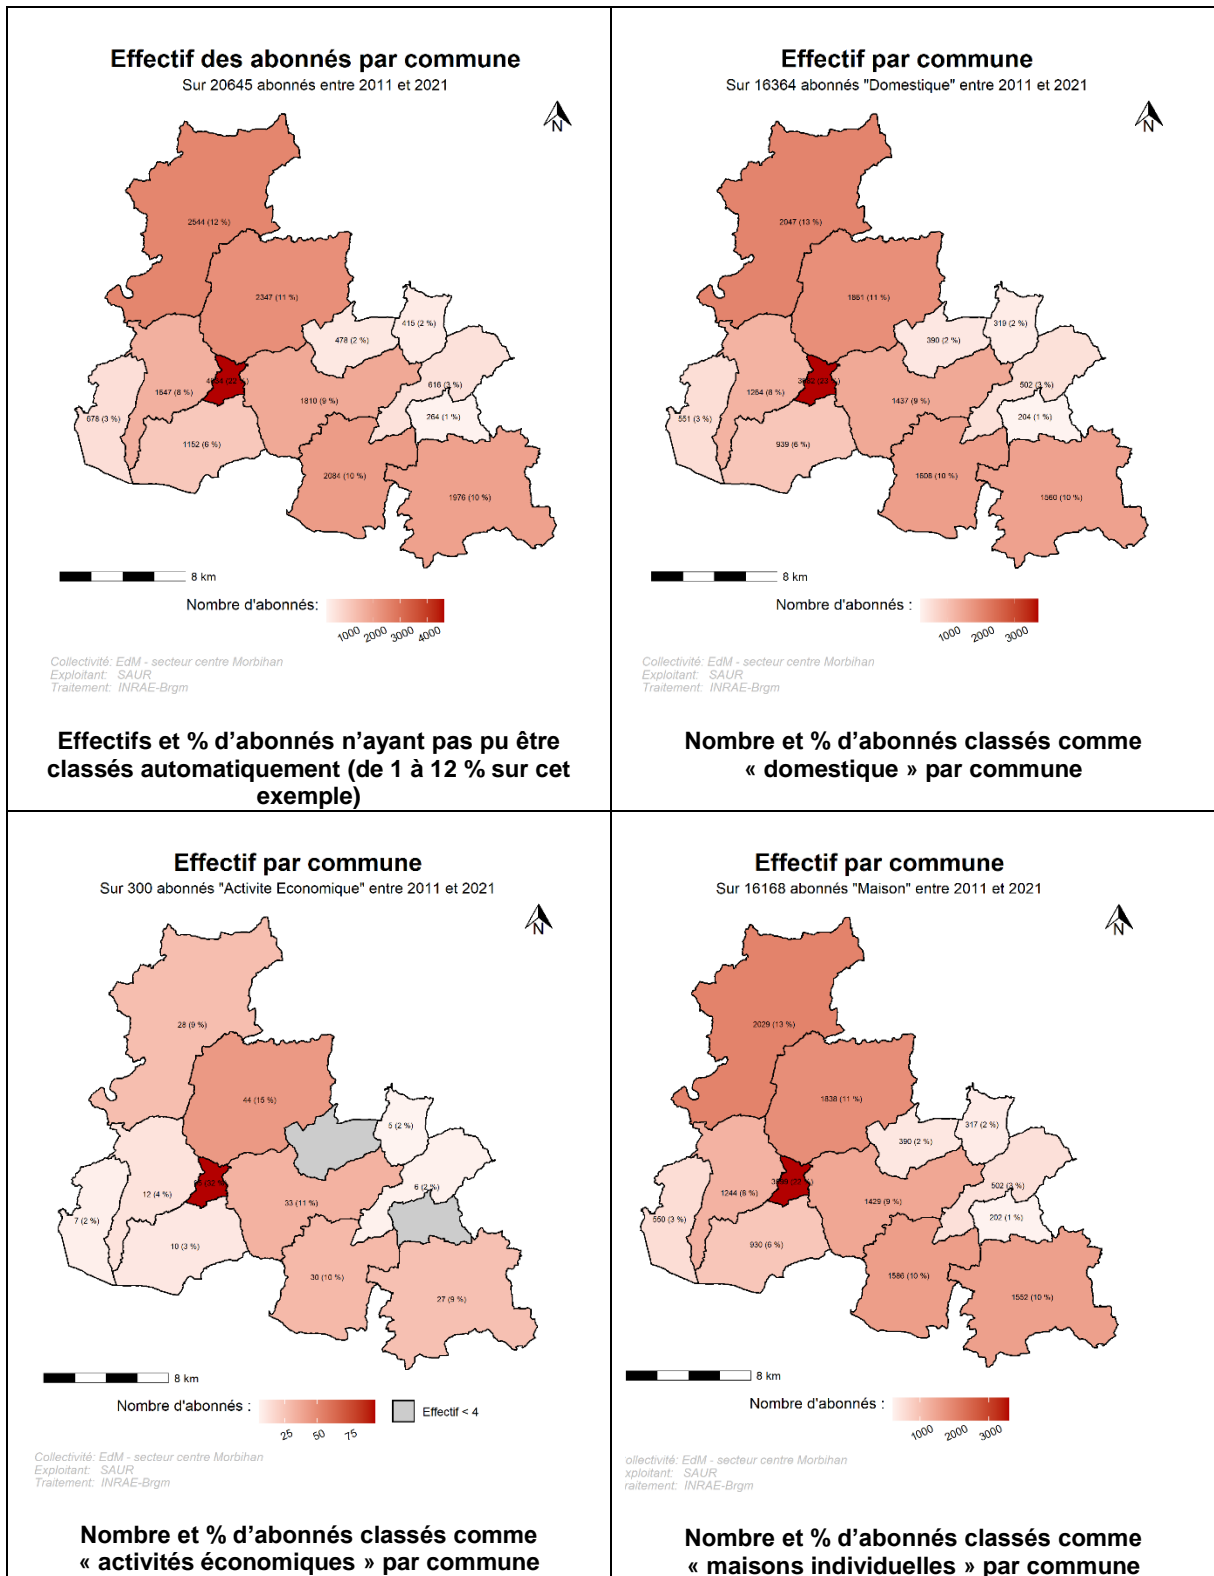 Effectif des abonnés par commune
Sur 20645 abonnés entre 2011 et 2021
N
2544 (12 %)
2347 (11 %)
415 (2 %)
478 (2 %)
616 (3 %)
1647 (8 %)
1810 (9 %)
264 (1 %)
678 (3 %)
1152 (6 %)
2084 (10 %)
1976 (10 %)
8 km
Nombre d'abonnés:
1000 2000 3000 4000
Collectivité: EdM - secteur centre Morbihan
Exploitant: SAUR
Traitement: INRAE-Brgm
Effectifs et % d’abonnés n’ayant pas pu être
classés automatiquement (de 1 à 12 % sur cet
exemple)
Effectif par commune
Sur 16364 abonnés "Domestique" entre 2011 et 2021
N
2047 (13 %)
1851 (11 %)
319 (2 %)
390 (2 %)
502 (3 %)
1264 (8 %)
1437 (9 %)
204 (1 %)
551 (3 %)
939 (6 %)
1608 (10 %)
1560 (10 %)
8 km
Nombre d'abonnés :
1000 2000 3000
Collectivité: EdM - secteur centre Morbihan
Exploitant: SAUR
Traitement: INRAE-Brgm
Nombre et % d’abonnés classés comme
« domestique » par commune
Effectif par commune
Sur 300 abonnés "Activite Economique" entre 2011 et 2021
N
28 (9 %)
44 (15 %)
5 (2 %)
6 (2 %)
12 (4 %)
33 (11 %)
7 (2 %)
10 (3 %)
30 (10 %)
27 (9 %)
8 km
Nombre d'abonnés :
25 50 75
Effectif < 4
Collectivité: EdM - secteur centre Morbihan
Exploitant: SAUR
Traitement: INRAE-Brgm
Nombre et % d’abonnés classés comme
« activités économiques » par commune
Effectif par commune
Sur 16168 abonnés "Maison" entre 2011 et 2021
N
2029 (13 %)
1838 (11 %)
317 (2 %)
390 (2 %)
502 (3 %)
1244 (8 %)
1429 (9 %)
202 (1 %)
550 (3 %)
930 (6 %)
1586 (10 %)
1552 (10 %)
8 km
Nombre d'abonnés :
1000 2000 3000
ollectivité: EdM - secteur centre Morbihan
xploitant: SAUR
raitement: INRAE-Brgm
Nombre et % d’abonnés classés comme
« maisons individuelles » par commune